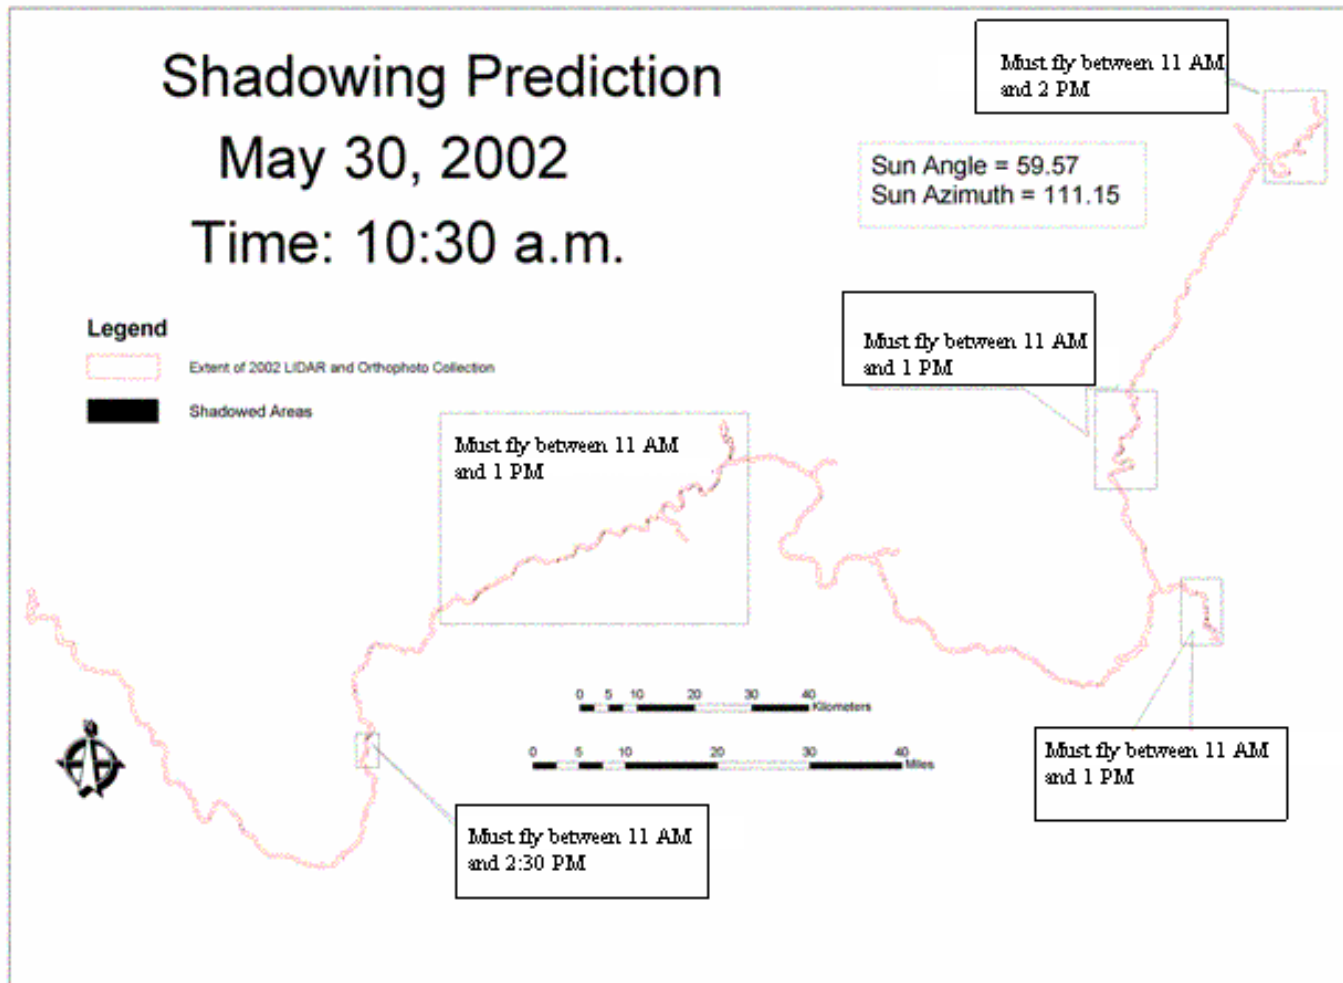 Shadowing Prediction
May 30, 2002
Time: 10:30 a.m.
Must fly between 11 AM
and 2 PM
Sun Angle = 59.57
Sun Azimuth = 111.15
Legend
Extent of 2002 LIDAR and Orthophoto Collection
Shadowed Areas
Must fly between 11 AM
and 1 PM
Must fly between 11 AM
and 1 PM
0 5 10 20 30 40
Kilometers
0 5 10 20 30 40
Miles
Must fly between 11 AM
and 1 PM
Must fly between 11 AM
and 2:30 PM